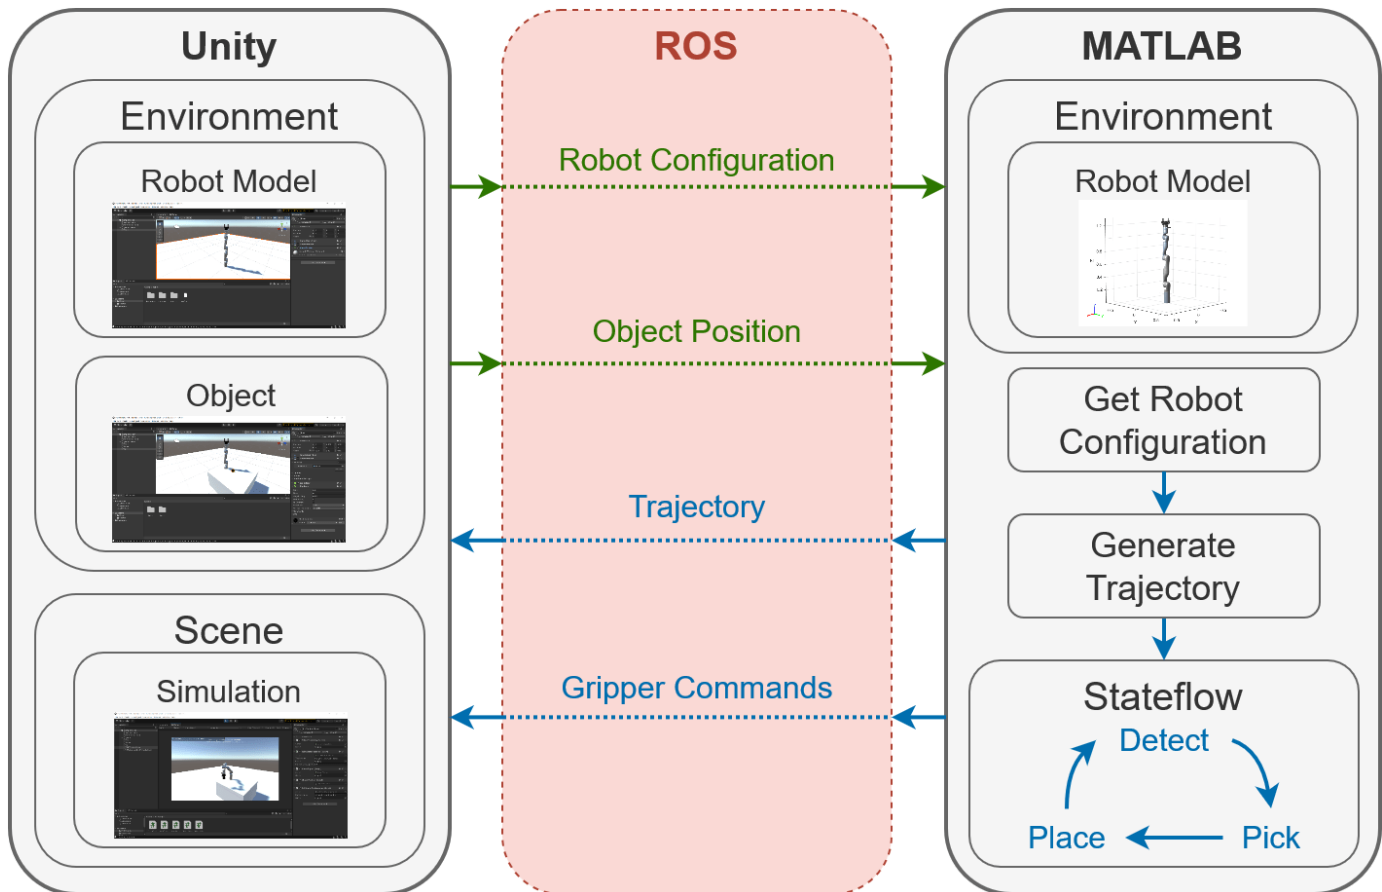 Unity
Environment
Robot Model
Object
Scene
Simulation
ROS
Robot Configuration
Object Position
Trajectory
Gripper Commands
MATLAB
Environment
Robot Model
Get Robot
Configuration
Generate
Trajectory
Stateflow
Detect
Place
Pick